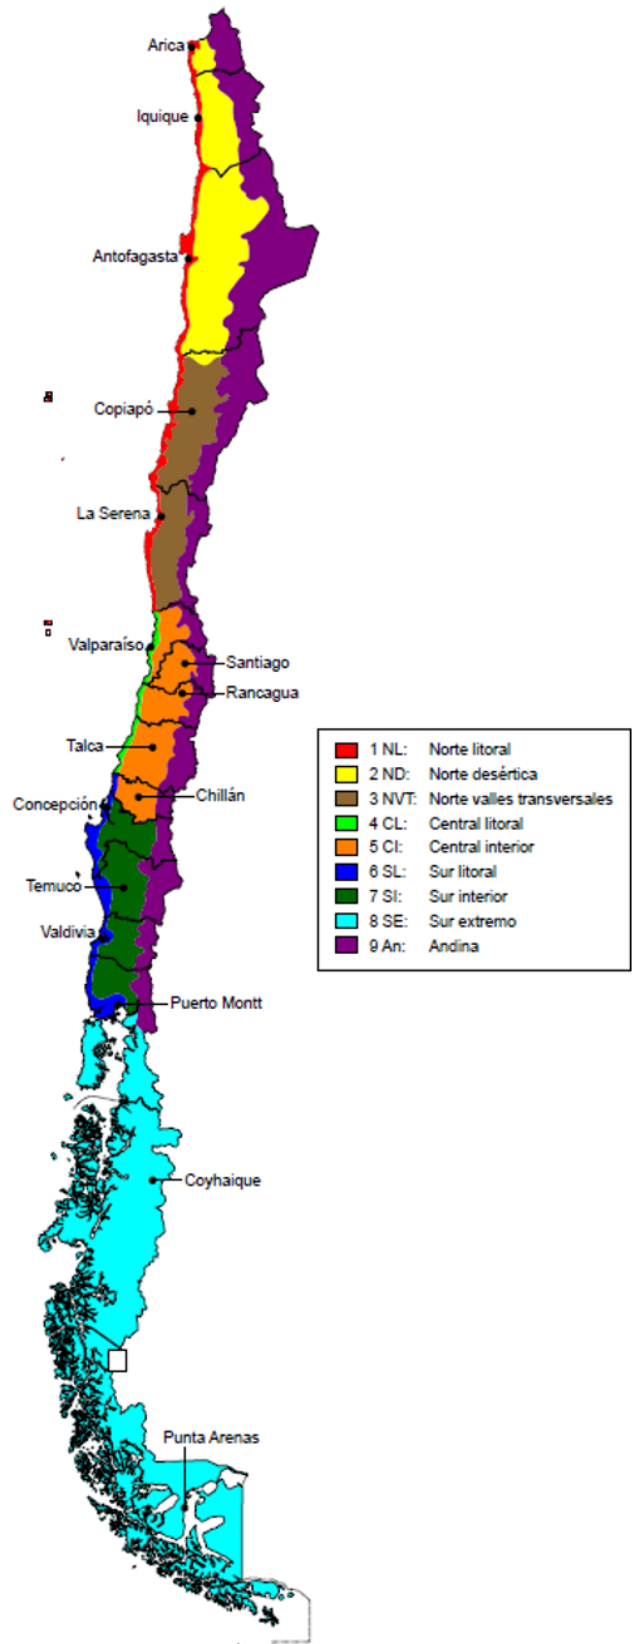 Arica
Iquique
Antofagasta
Copiapó
La Serena
Valparaíso
Santiago
Rancagua
Talca
Chillán
Concepción
Temuco
Valdivia
Puerto Montt
Coyhaique
Punta Arenas
1 NL: Norte litoral
2 ND: Norte desértica
3 NVT: Norte valles transversales
4 CL: Central litoral
5 CI: Central interior
6 SL: Sur litoral
7 SI: Sur interior
8 SE: Sur extremo
9 An: Andina